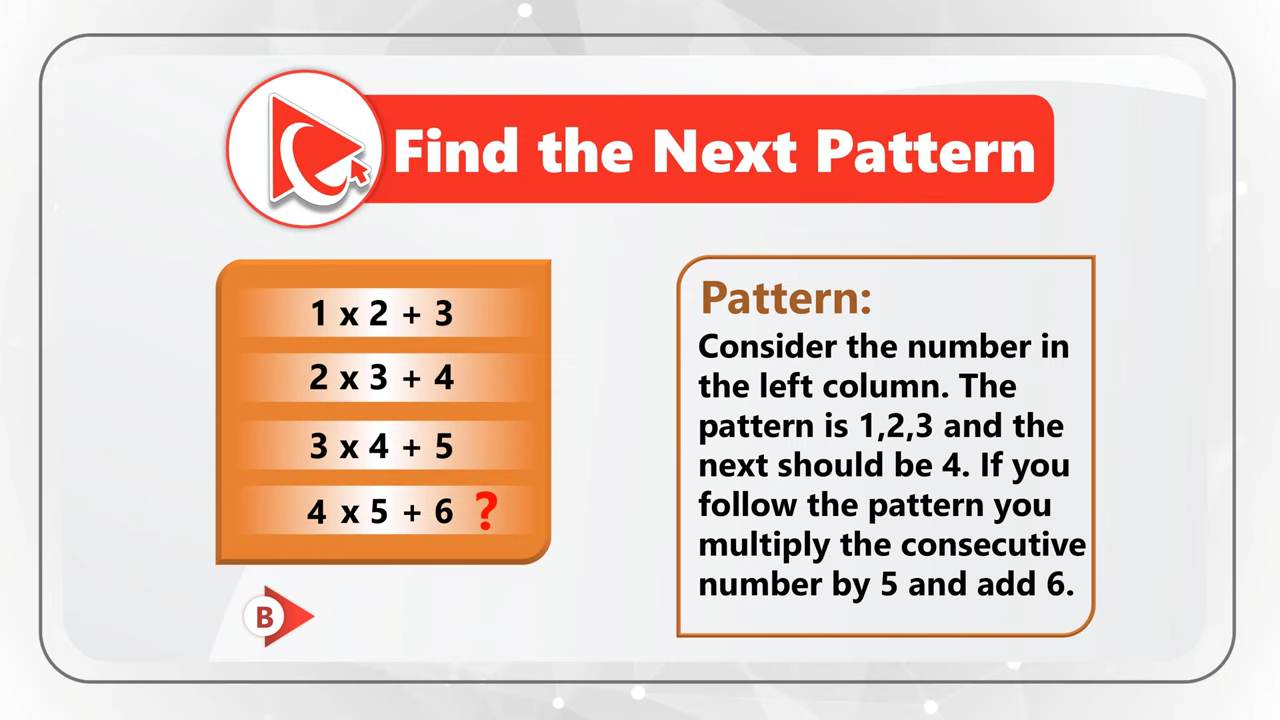 Find the Next Pattern
1 x 2 + 3
2 x 3 + 4
3 x 4 + 5
4 x 5 + 6 ?
B
Pattern:
Consider the number in
the left column. The
pattern is 1,2,3 and the
next should be 4. If you
follow the pattern you
multiply the consecutive
number by 5 and add 6.